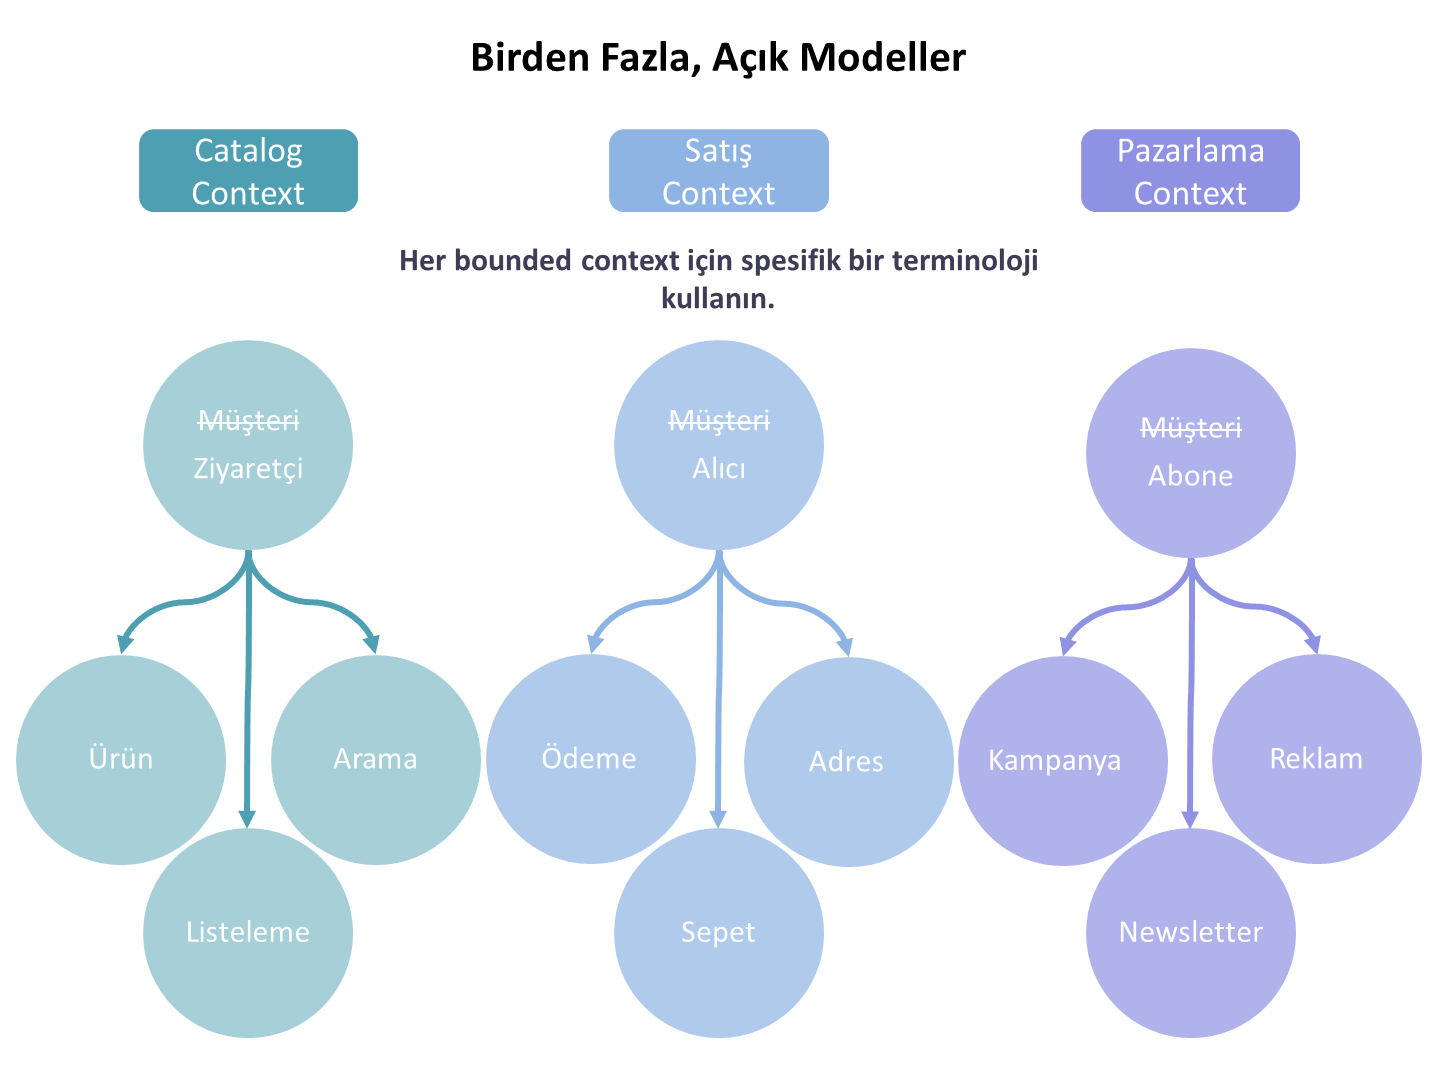 Birden Fazla, Açık Modeller
Catalog
Context
Satış
Context
Pazarlama
Context
Her bounded context için spesifik bir terminoloji
kullanın.
Müşteri
Ziyaretçi
Müşteri
Alıcı
Müşteri
Abone
Ürün
Arama
Listeleme
Ödeme
Adres
Sepet
Kampanya
Reklam
Newsletter